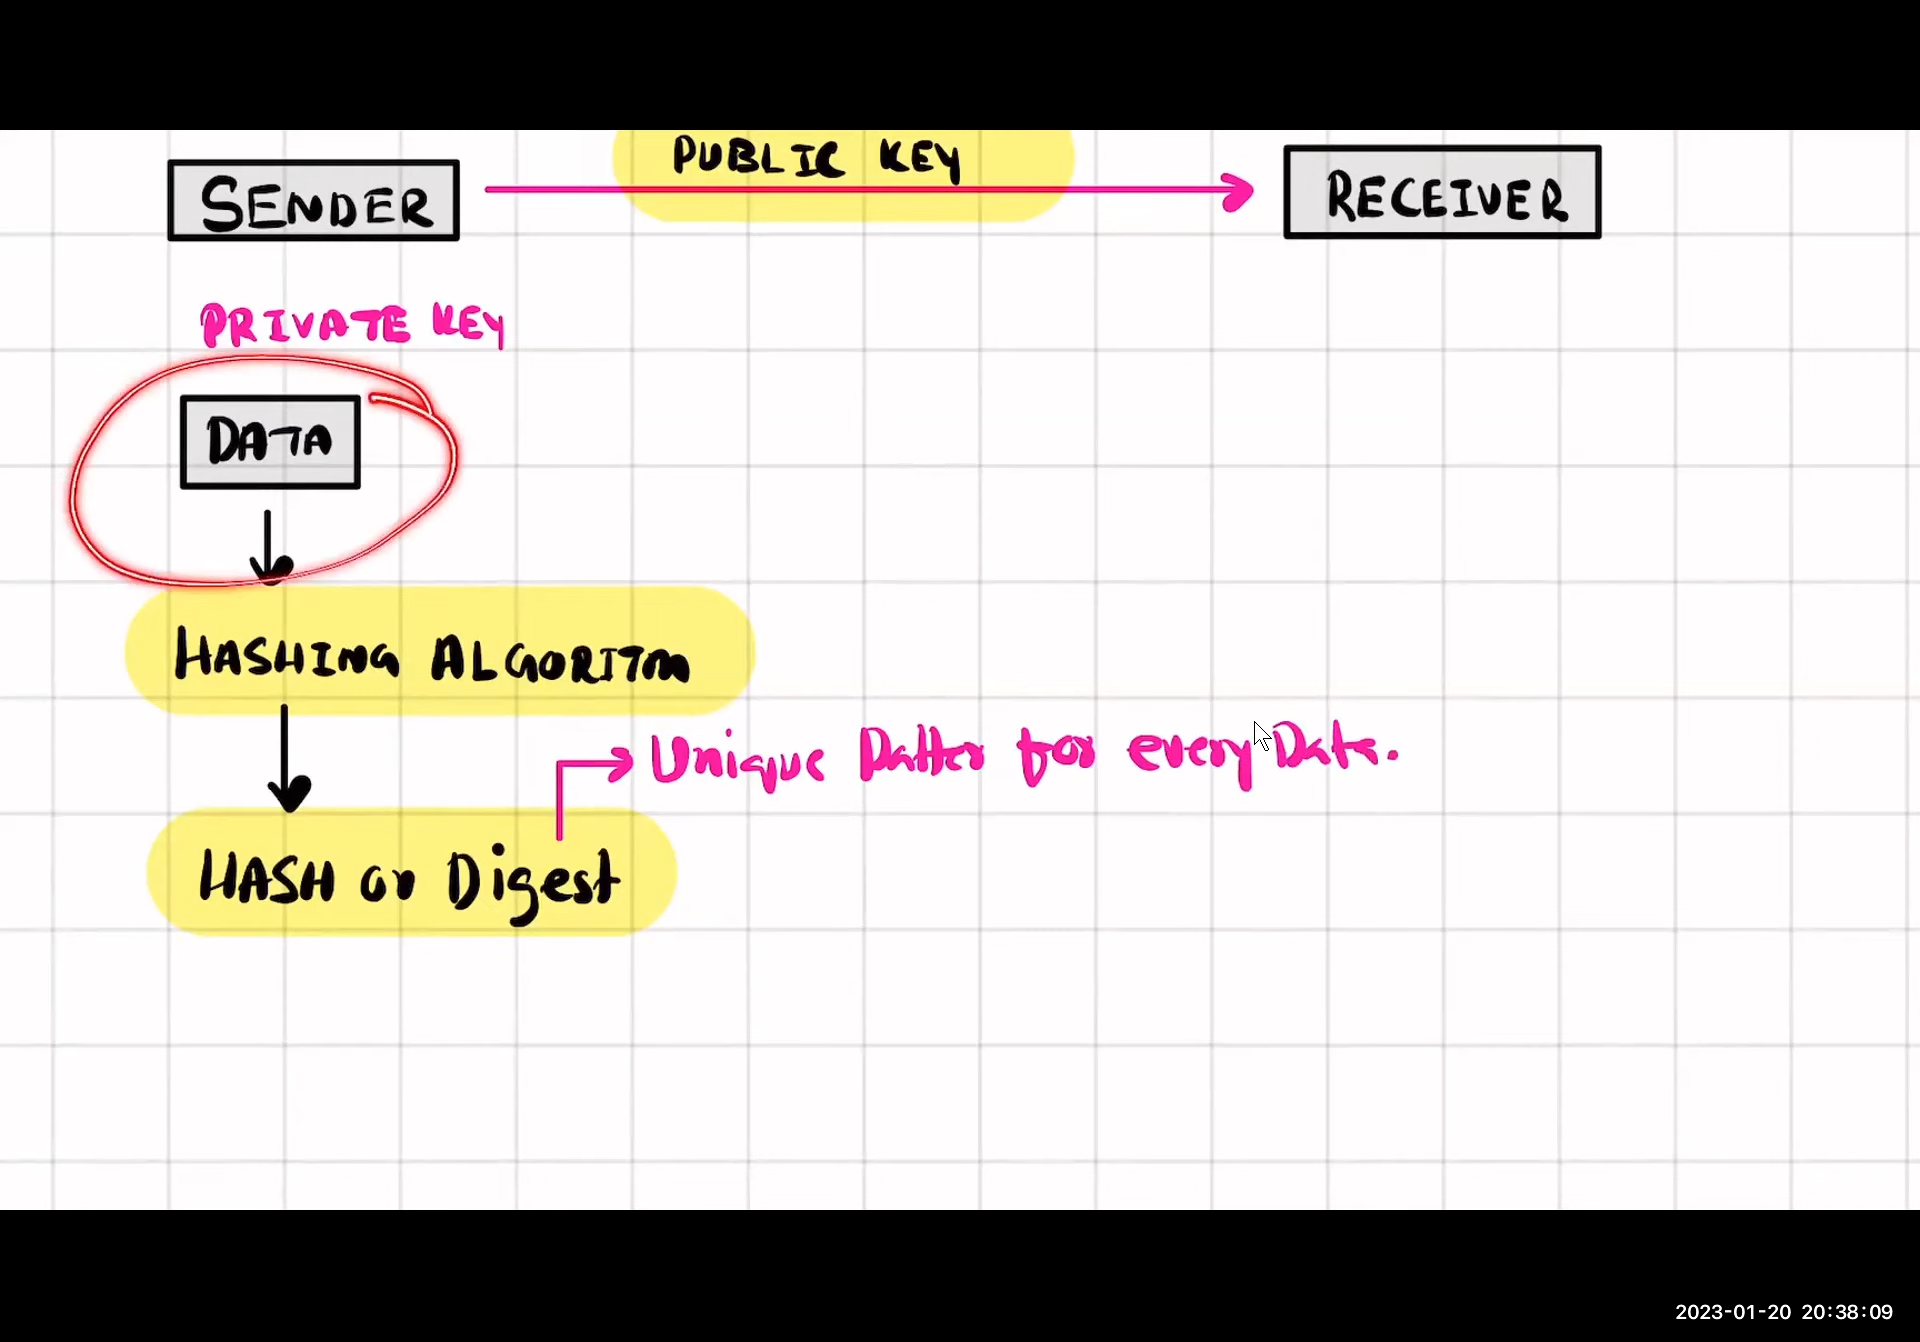 PUBLIC KEY
SENDER
RECEIVER
PRIVATE KEY
DATA
HASHING ALGORITM
Unique Patter for every Data.
HASH or Digest
2023-01-20 20:38:09